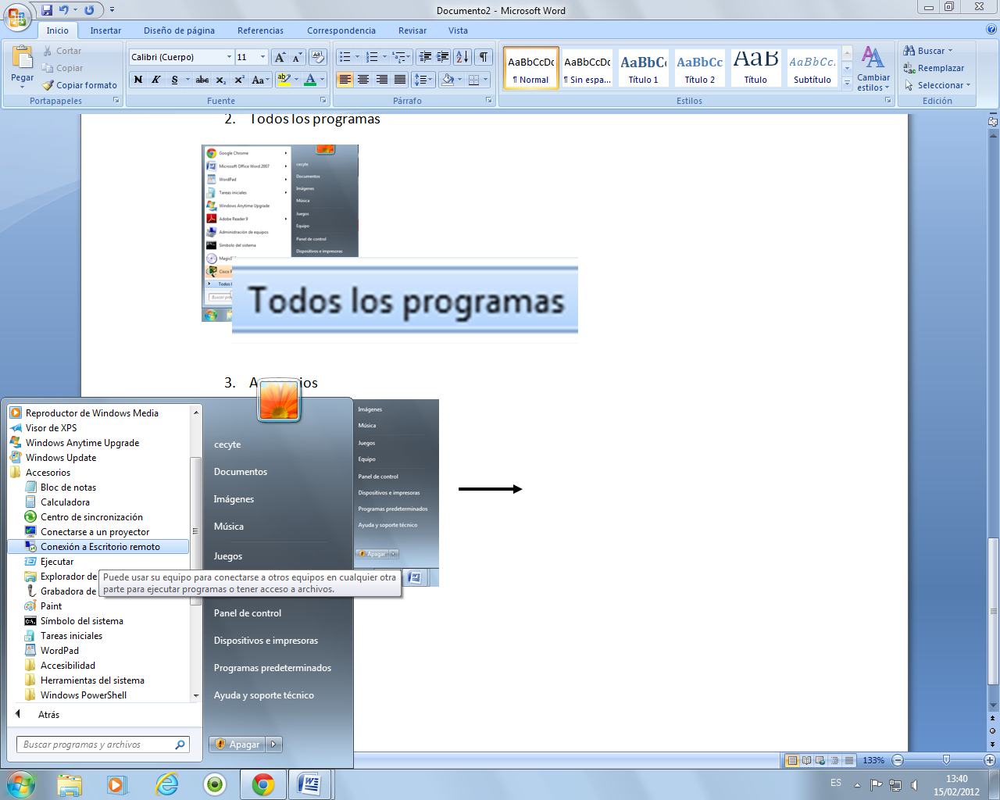 Documento2 - Microsoft Word
Inicio
Insertar
Diseño de página
Referencias
Correspondencia
Revisar
Vista
Pegar
Cortar
Copiar
Copiar formato
Portapapeles
Calibri (Cuerpo)
11
N K S abc x₂ x² Aa
Fuente
Párrafo
AaBbCcDc
¶ Normal
AaBbCcDc
¶ Sin espa...
AaBbCc
Título 1
AaBbCc
Título 2
AaB
Título
AaBbCc.
Subtítulo
Cambiar
estilos
Estilos
Buscar
Reemplazar
Seleccionar
Edición
2. Todos los programas
Google Chrome
Microsoft Office Word 2007
WordPad
Tareas iniciales
Windows Anytime Upgrade
Adobe Reader 9
Administración de equipos
Símbolo del sistema
Cisco
Todos l
Buscar
cecyte
Documentos
Imágenes
Música
Juegos
Equipo
Panel de control
Dispositivos e impresoras
Todos los programas
3. A ios
Imágenes
Música
Juegos
Equipo
Panel de control
Dispositivos e impresoras
Programas predeterminados
Ayuda y soporte técnico
Apagar
Reproductor de Windows Media
Visor de XPS
Windows Anytime Upgrade
Windows Update
Accesorios
Bloc de notas
Calculadora
Centro de sincronización
Conectarse a un proyector
Conexión a Escritorio remoto
Ejecutar
Explorador de
Grabadora de
Paint
Símbolo del sistema
Tareas iniciales
WordPad
Accesibilidad
Herramientas del sistema
Windows PowerShell
Atrás
Buscar programas y archivos
Puede usar su equipo para conectarse a otros equipos en cualquier otra
parte para ejecutar programas o tener acceso a archivos.
cecyte
Documentos
Imágenes
Música
Juegos
Panel de control
Dispositivos e impresoras
Programas predeterminados
Ayuda y soporte técnico
Apagar
133%
ES
13:40
15/02/2012